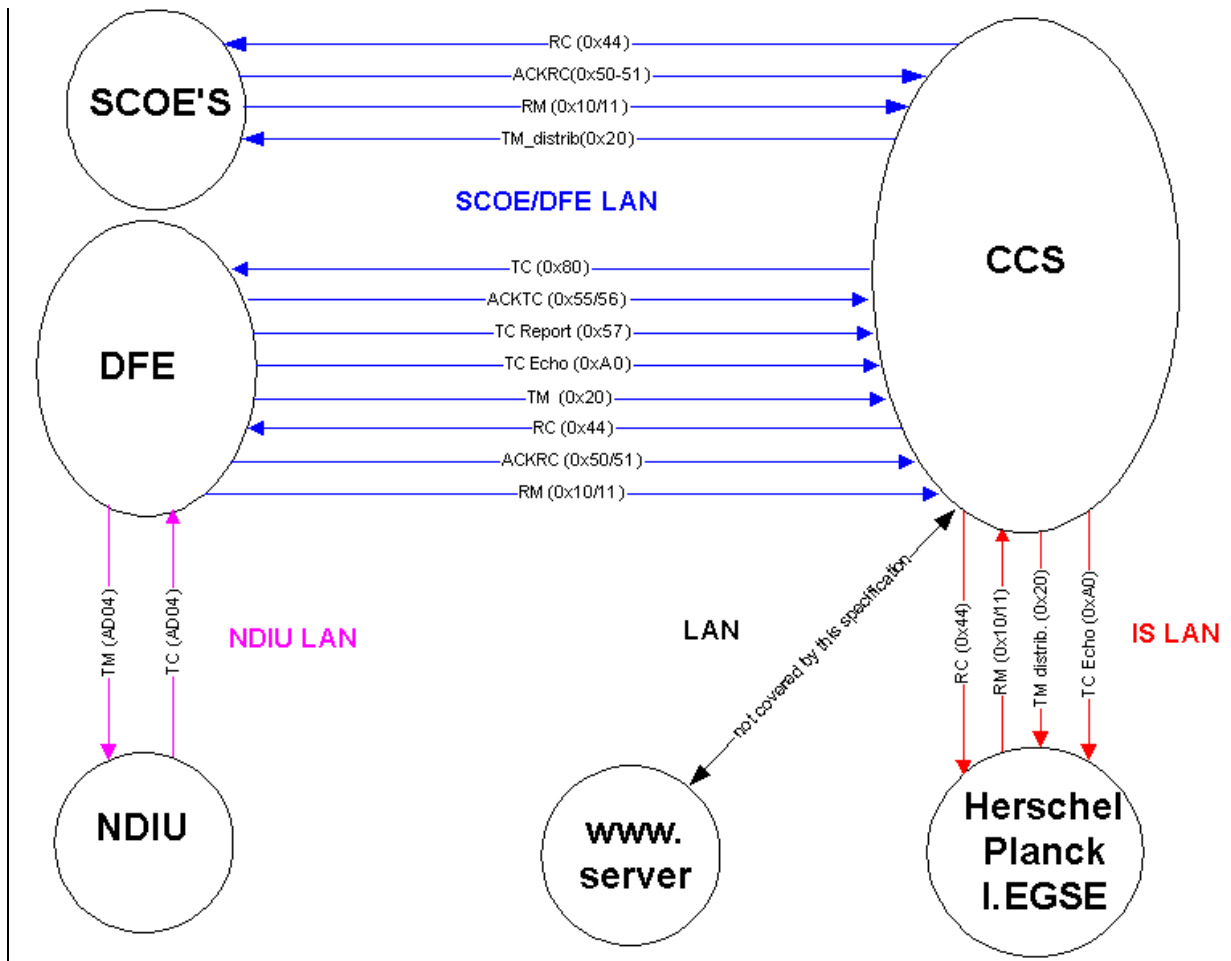 RC (0x44)
ACKRC(0x50-51)
SCOE'S
RM (0x10/11)
TM_distrib(0x20)
SCOE/DFE LAN
CCS
TC (0x80)
ACKTC (0x55/56)
TC Report (0x57)
DFE
TC Echo (0xA0)
TM (0x20)
RC (0x44)
ACKRC (0x50/51)
RM (0x10/11)
TM (AD04)
TC (AD04)
NDIU LAN
LAN
not covered by this specification
RC (0x44)
RM (0x10/11)
TM distrib. (0x20)
TC Echo (0xA0)
IS LAN
NDIU
www.
server
Herschel
Planck
I.EGSE